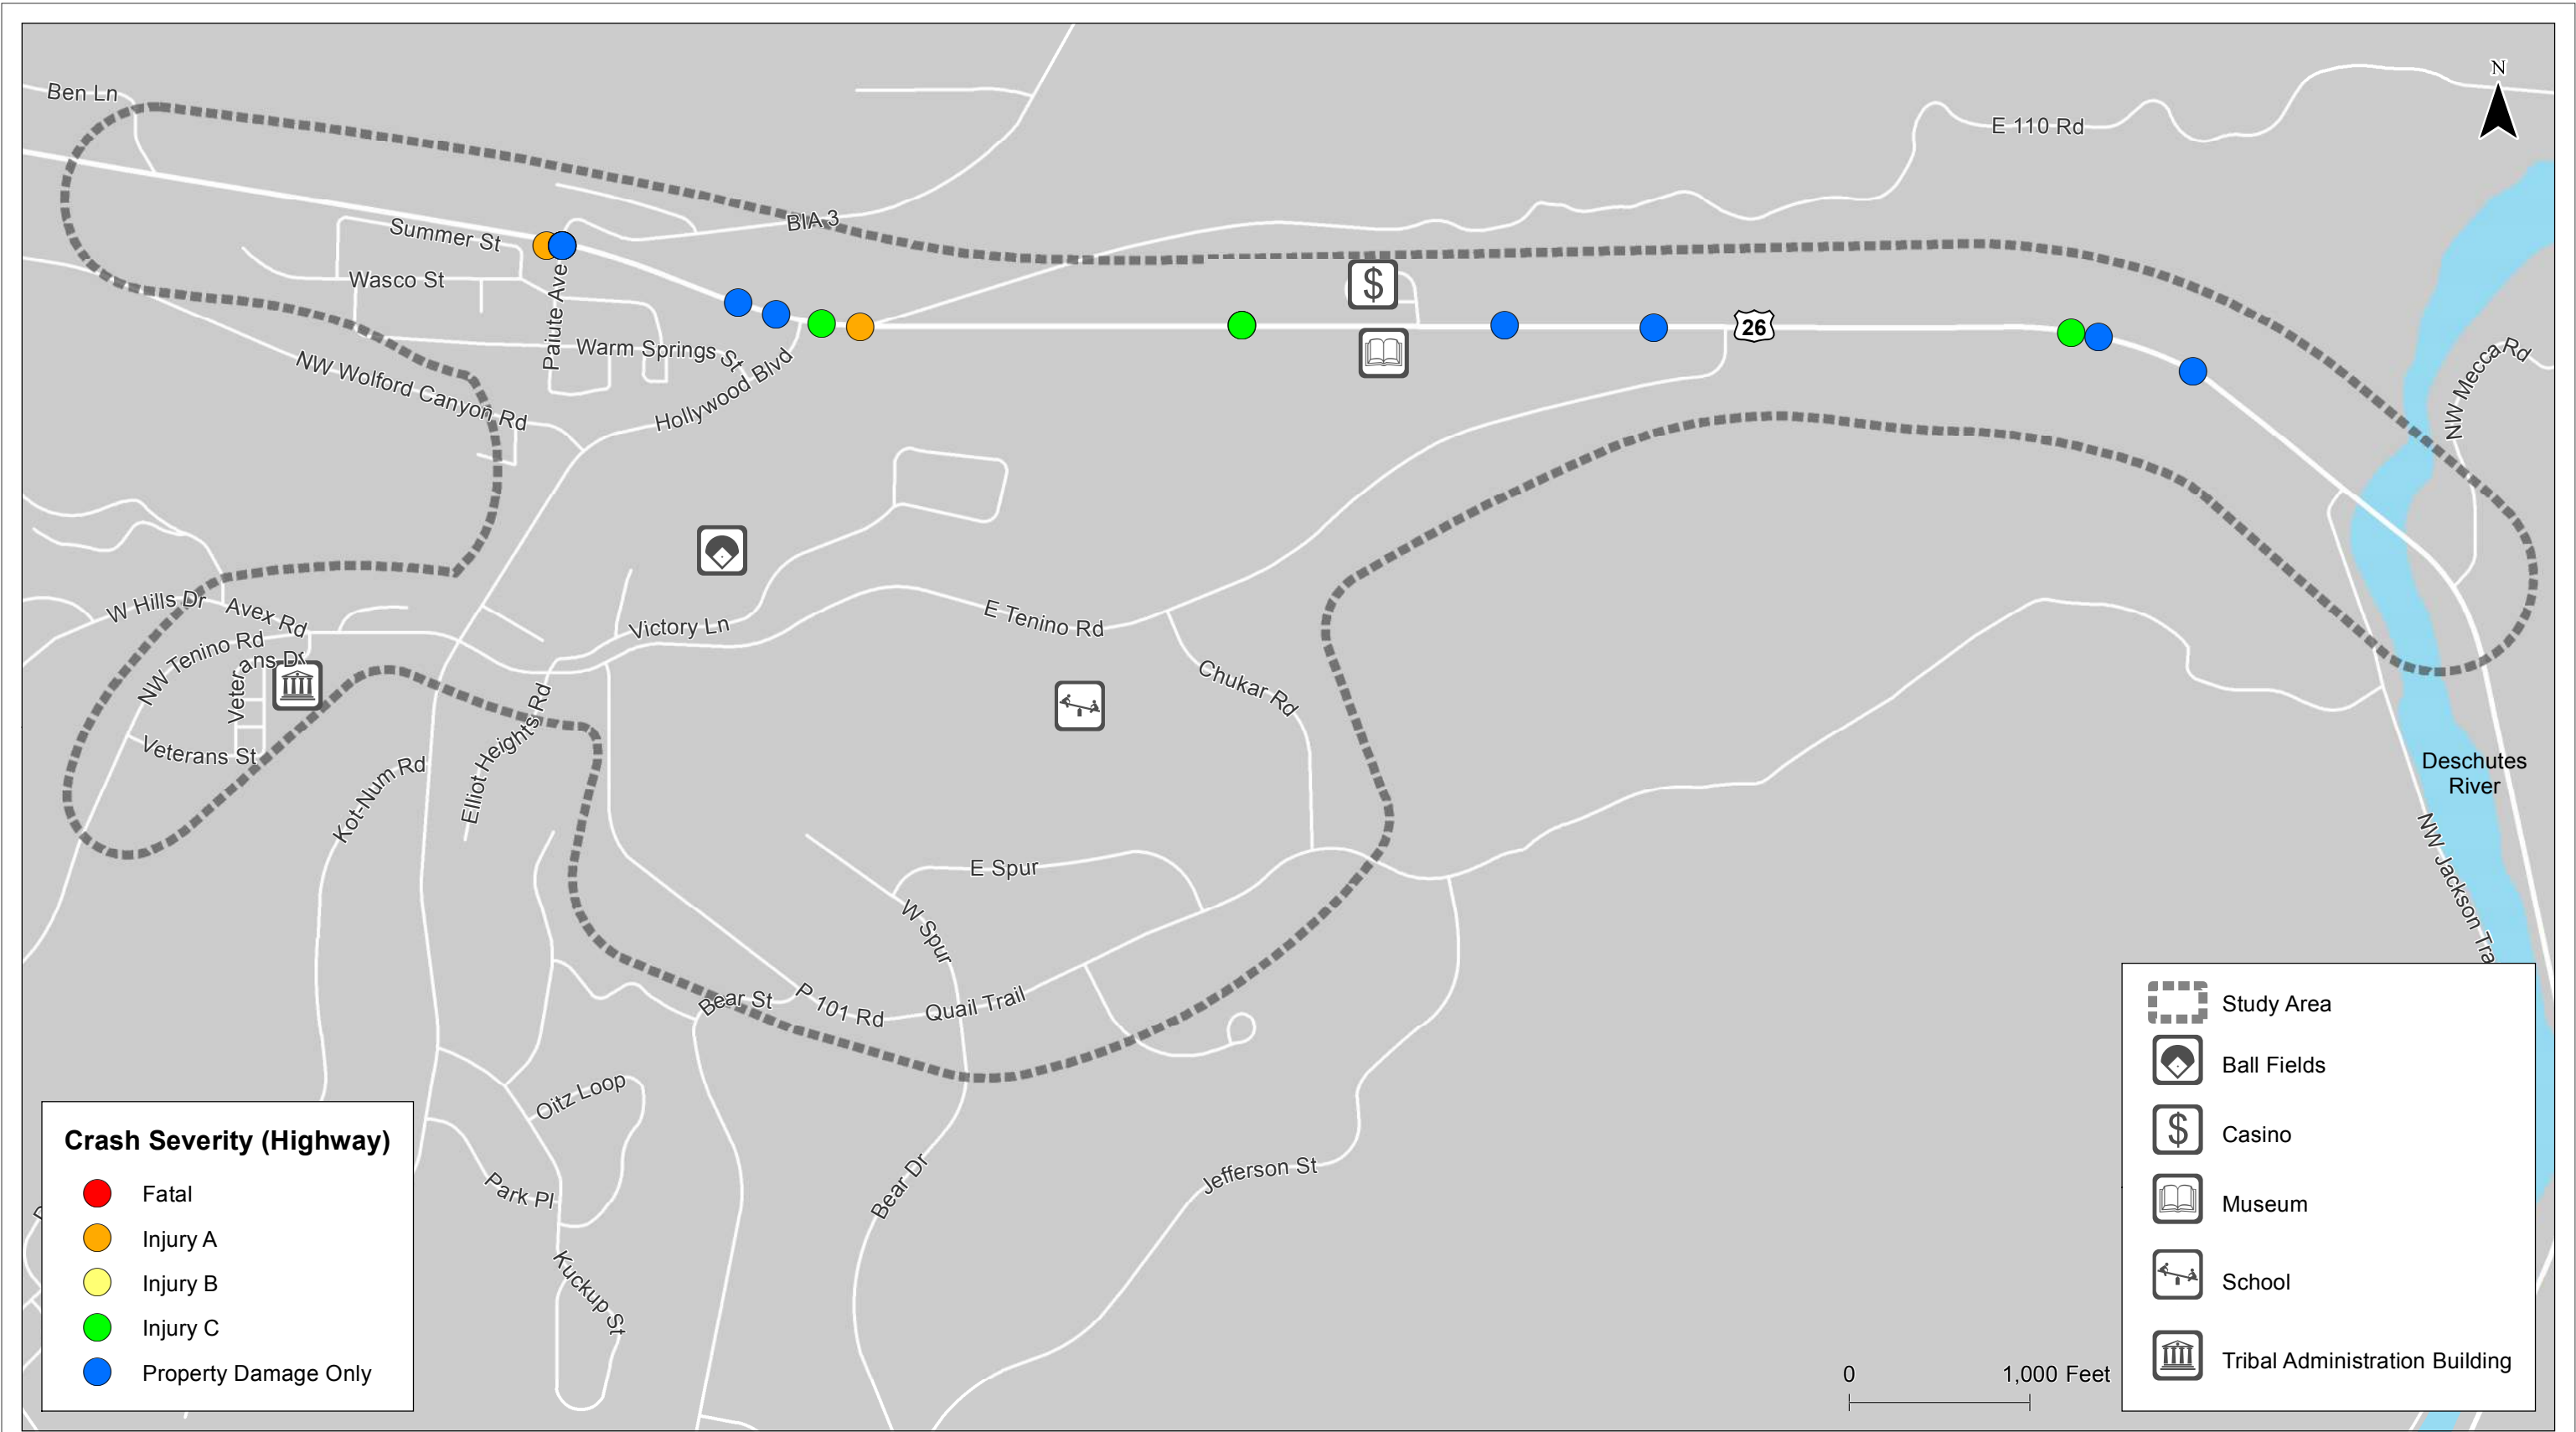 N
Ben Ln
E 110 Rd
BIA 3
Summer St
Wasco St
Paiute Ave
26
Warm Springs St
NW Mecca Rd
Hollywood Blvd
NW Wolford Canyon Rd
W Hills Dr
Avex Rd
E Tenino Rd
Victory Ln
NW Tenino Rd
Veterans Dr
Chukar Rd
Elliot Heights Rd
Veterans St
Kot-Num Rd
Deschutes
River
E Spur
W Spur
NW Jackson Tra
Bear St
P 101 Rd
Quail Trail
Oitz Loop
Park Pl
Bear Dr
Jefferson St
Kuckup St
Crash Severity (Highway)
Fatal
Injury A
Injury B
Injury C
Property Damage Only
0 1,000 Feet
Study Area
Ball Fields
$
Casino
Museum
School
Tribal Administration Building
$